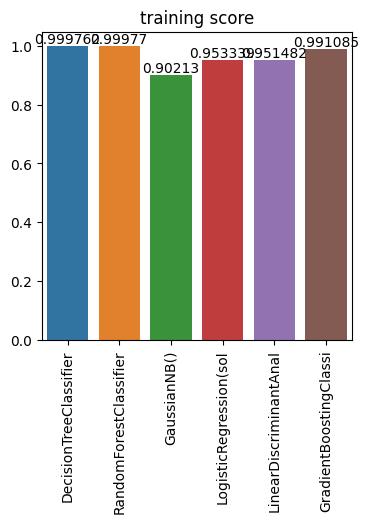 training score
0.999762
0.99977
0.90213
0.953339
0.951482
0.991085
1.0
0.8
0.6
0.4
0.2
0.0
DecisionTreeClassifier
RandomForestClassifier
GaussianNB()
LogisticRegression(sol
LinearDiscriminantAnal
GradientBoostingClassi